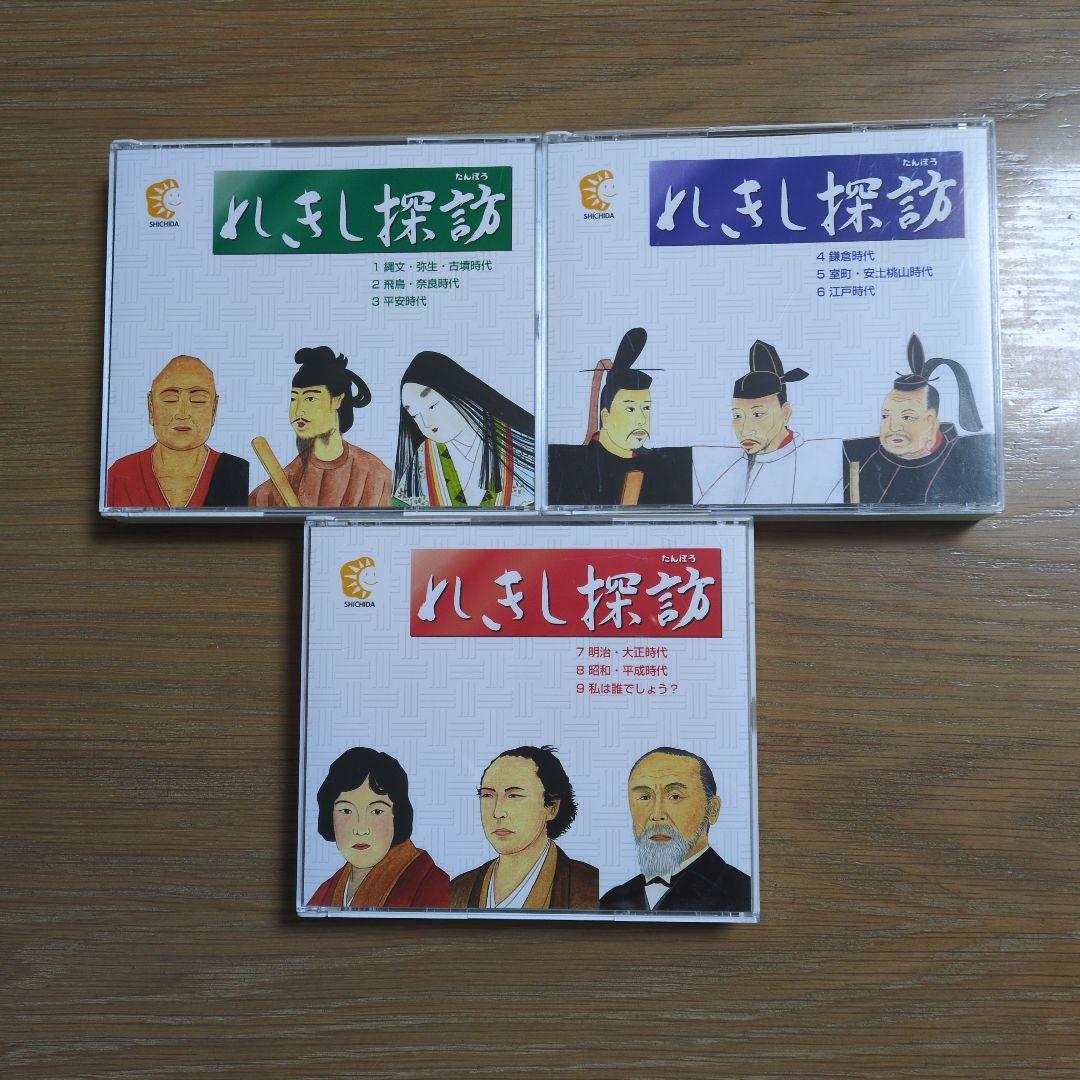 SHICHIDA
たんぼう
れきし探訪
1 縄文・弥生・古墳時代
2 飛鳥・奈良時代
3 平安時代
SHICHIDA
たんぼう
れきし探訪
4 鎌倉時代
5 室町・安土桃山時代
6 江戸時代
SHICHIDA
たんぼう
れきし探訪
7 明治・大正時代
8 昭和・平成時代
9 私は誰でしょう？